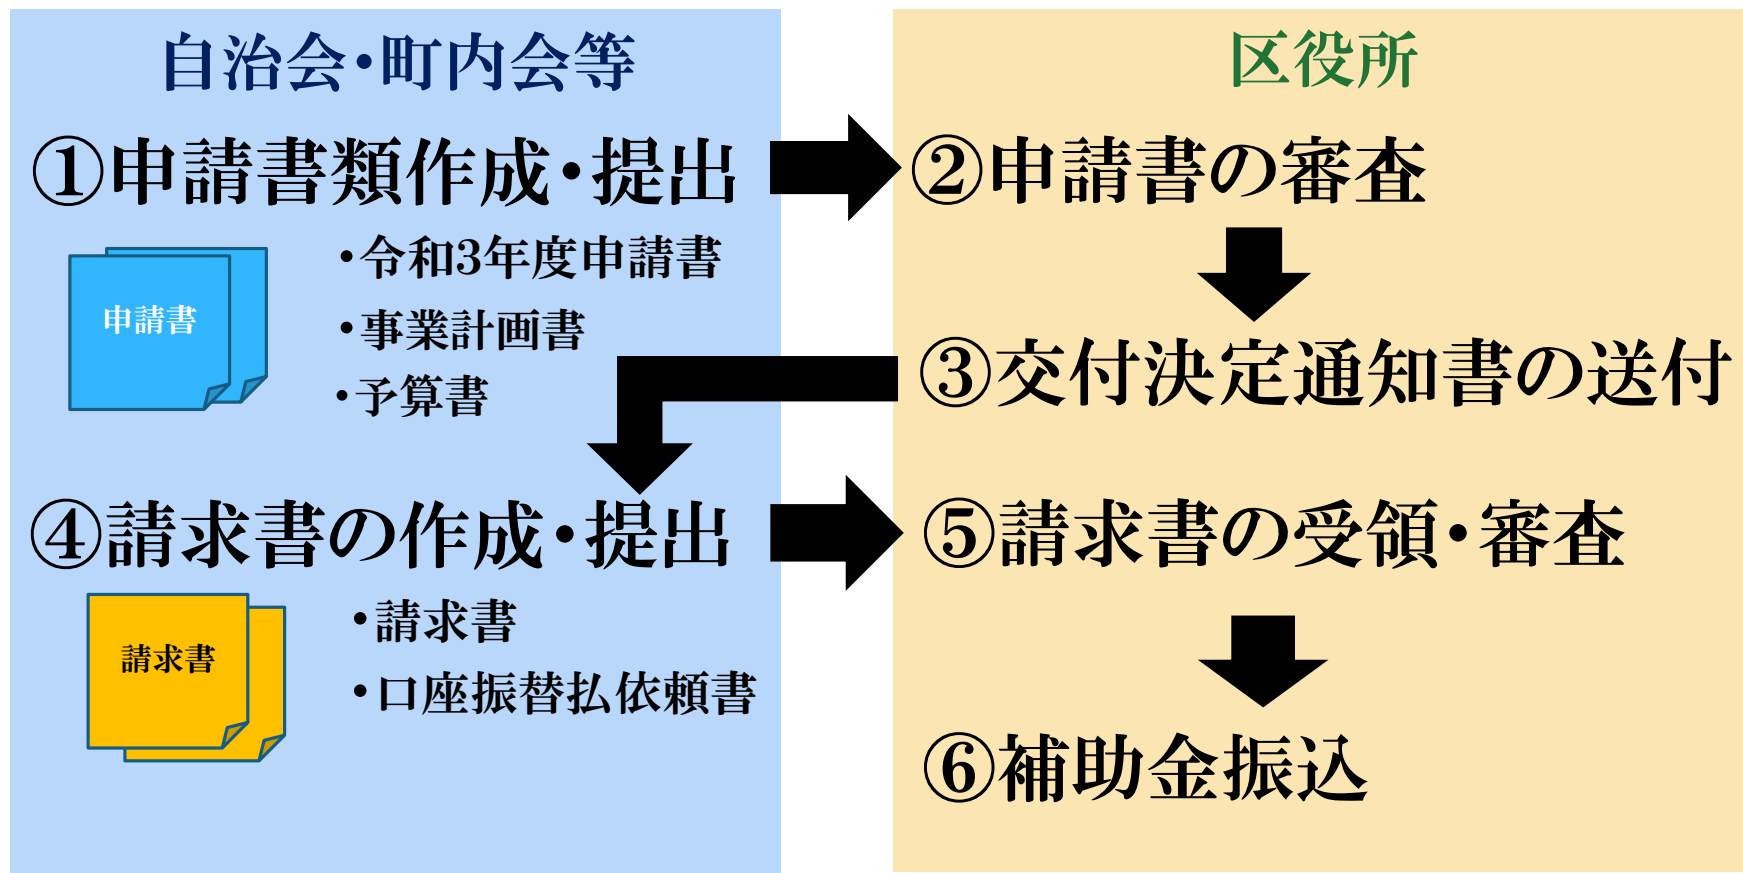 自治会・町内会等
①申請書類作成・提出
申請書
・令和3年度申請書
・事業計画書
・予算書
④請求書の作成・提出
請求書
・請求書
・口座振替払依頼書
区役所
②申請書の審査
③交付決定通知書の送付
⑤請求書の受領・審査
⑥補助金振込